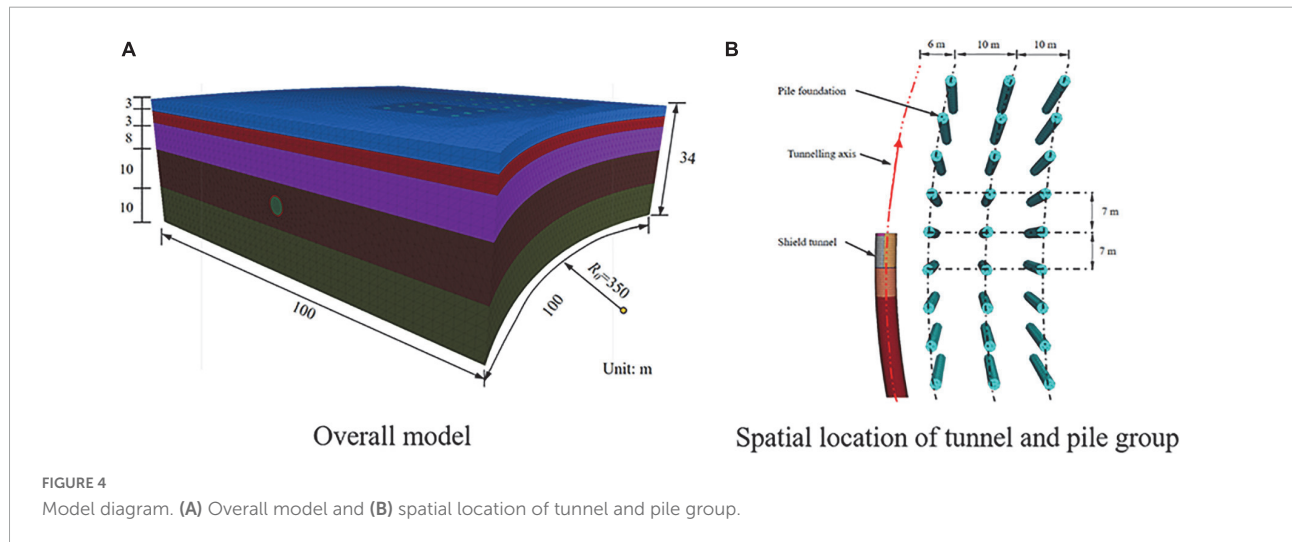 A
3
3
8
10
10
34
100
100
R₀=350
Unit: m
Overall model
B
6 m
10 m
10 m
Pile foundation
Tunnelling axis
Shield tunnel
7 m
7 m
Spatial location of tunnel and pile group
FIGURE 4
Model diagram. (A) Overall model and (B) spatial location of tunnel and pile group.